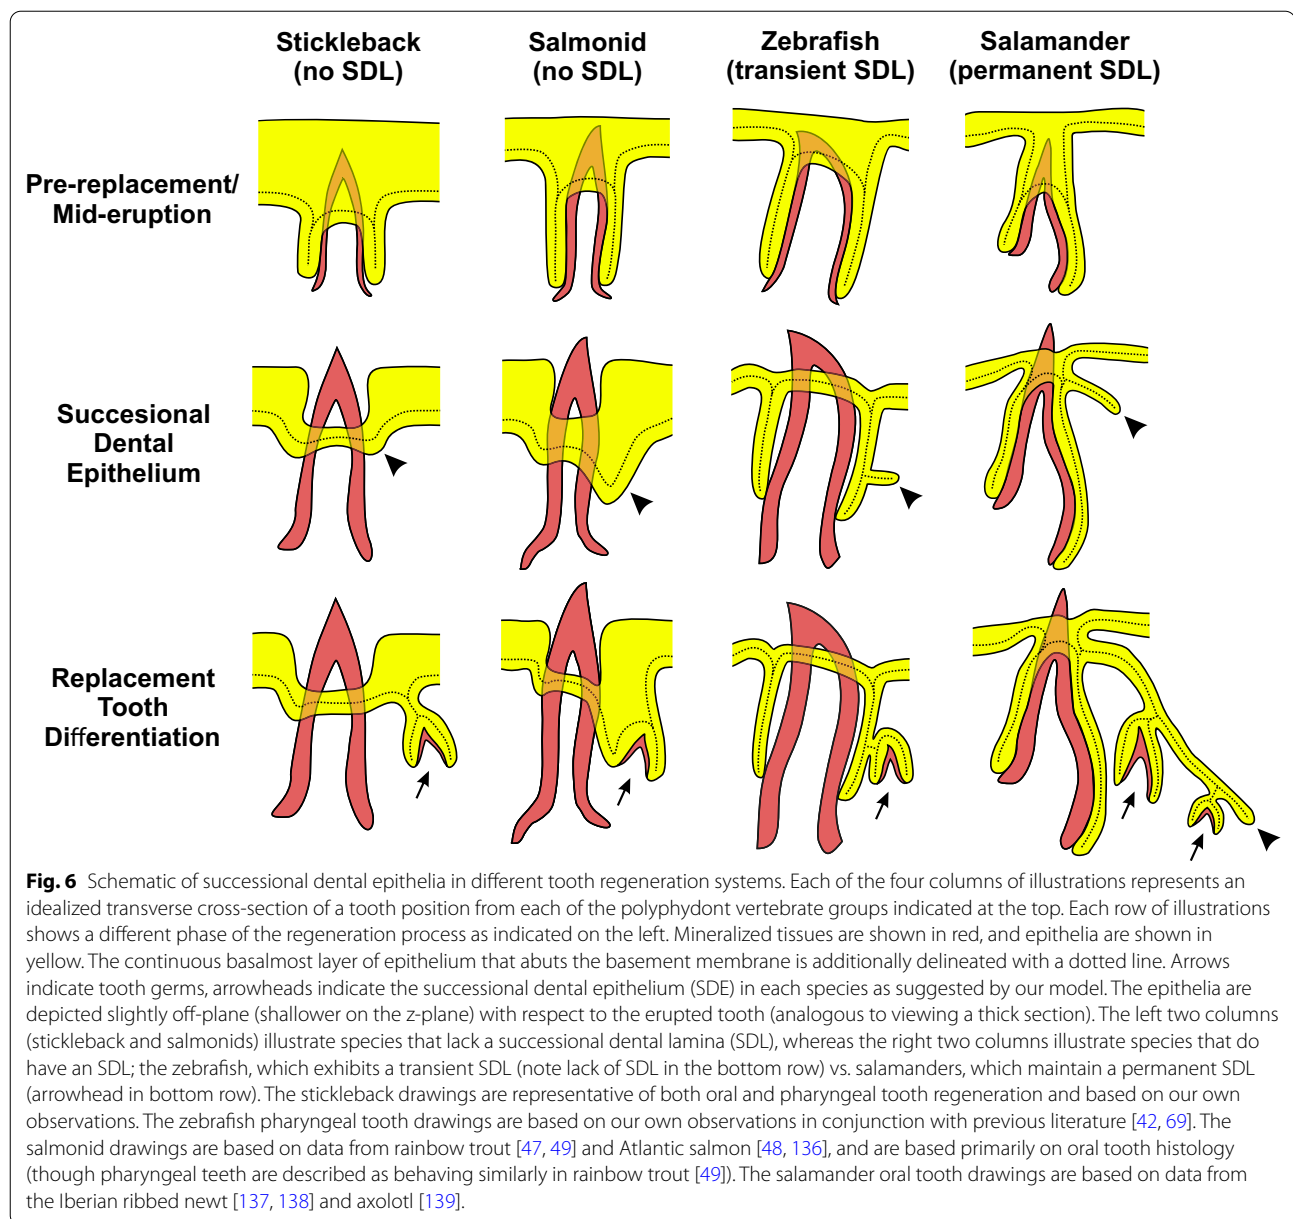 Stickleback
(no SDL)
Salmonid
(no SDL)
Zebrafish
(transient SDL)
Salamander
(permanent SDL)
Pre-replacement/
Mid-eruption
Succesional
Dental
Epithelium
Replacement
Tooth
Differentiation
Fig. 6 Schematic of successional dental epithelia in different tooth regeneration systems. Each of the four columns of illustrations represents an
idealized transverse cross-section of a tooth position from each of the polyphydont vertebrate groups indicated at the top. Each row of illustrations
shows a different phase of the regeneration process as indicated on the left. Mineralized tissues are shown in red, and epithelia are shown in
yellow. The continuous basalmost layer of epithelium that abuts the basement membrane is additionally delineated with a dotted line. Arrows
indicate tooth germs, arrowheads indicate the successional dental epithelium (SDE) in each species as suggested by our model. The epithelia are
depicted slightly off-plane (shallower on the z-plane) with respect to the erupted tooth (analogous to viewing a thick section). The left two columns
(stickleback and salmonids) illustrate species that lack a successional dental lamina (SDL), whereas the right two columns illustrate species that do
have an SDL; the zebrafish, which exhibits a transient SDL (note lack of SDL in the bottom row) vs. salamanders, which maintain a permanent SDL
(arrowhead in bottom row). The stickleback drawings are representative of both oral and pharyngeal tooth regeneration and based on our own
observations. The zebrafish pharyngeal tooth drawings are based on our own observations in conjunction with previous literature [42, 69]. The
salmonid drawings are based on data from rainbow trout [47, 49] and Atlantic salmon [48, 136], and are based primarily on oral tooth histology
(though pharyngeal teeth are described as behaving similarly in rainbow trout [49]). The salamander oral tooth drawings are based on data from
the Iberian ribbed newt [137, 138] and axolotl [139].